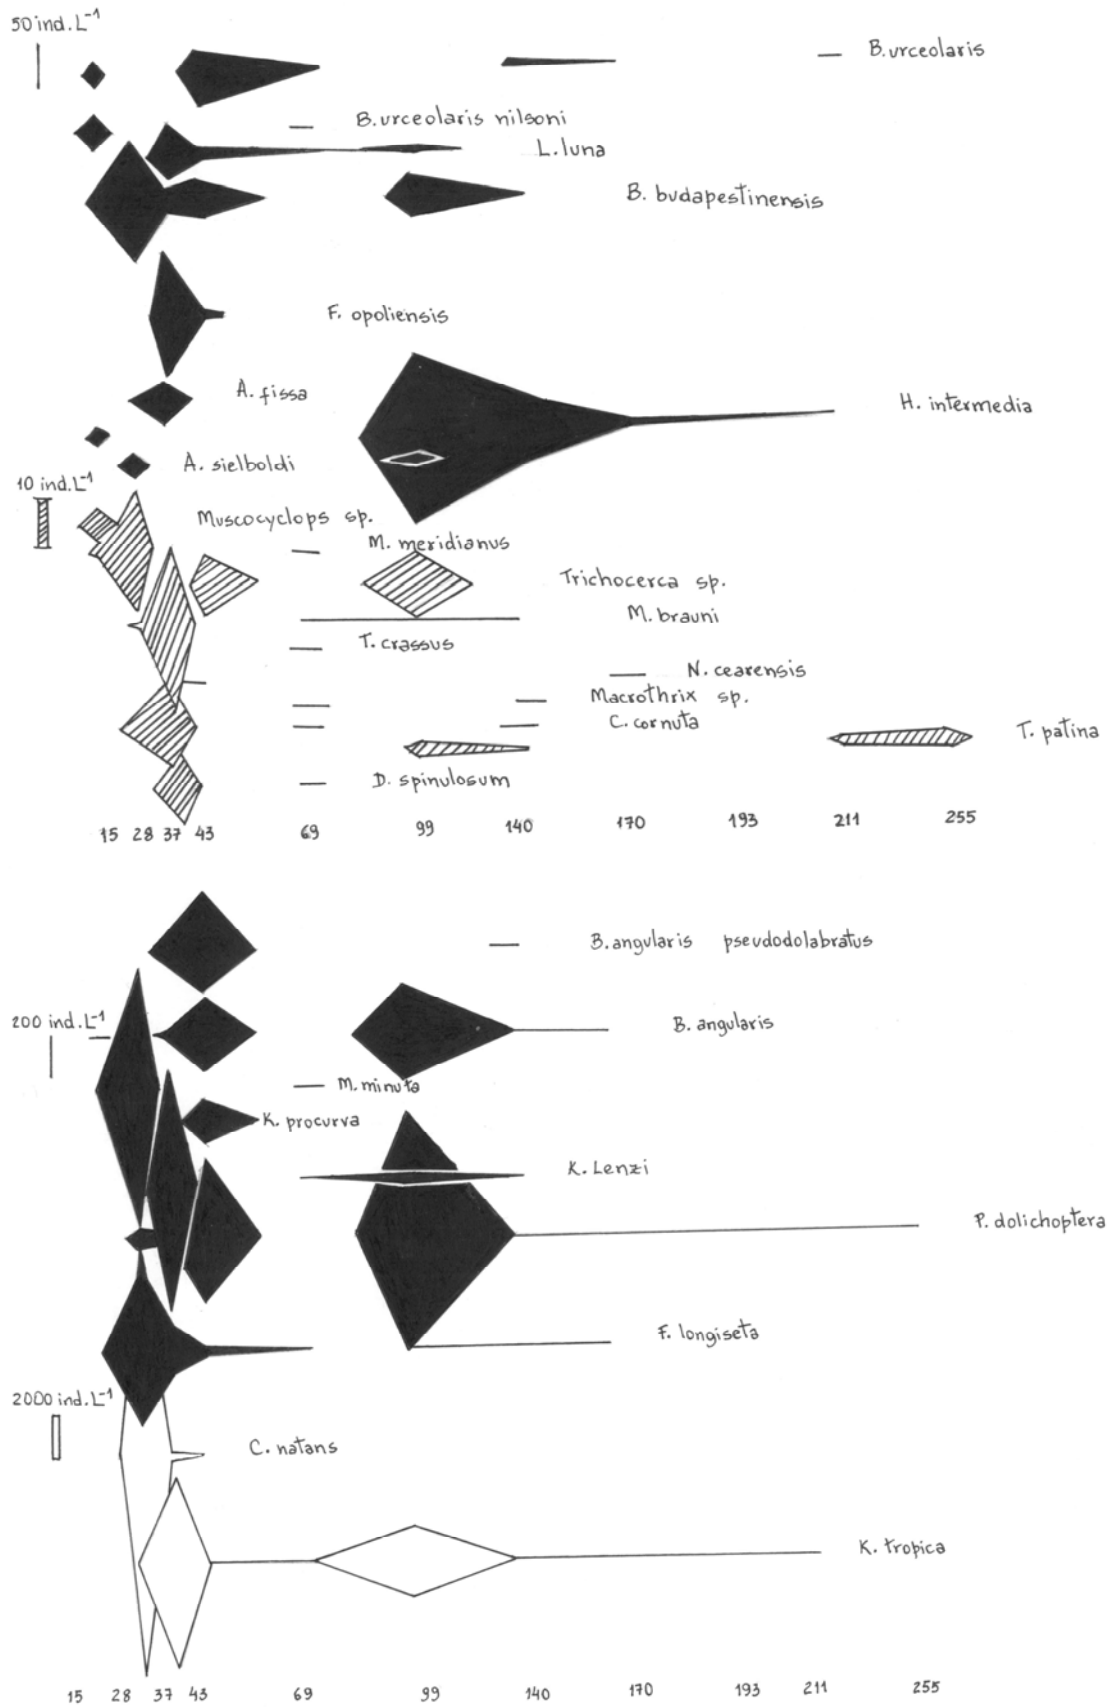 50 ind. L⁻¹
B. urceolaris
B. urceolaris nilsoni
L. luna
B. budapestinensis
F. opoliensis
A. fissa
H. intermedia
A. sielboldi
10 ind. L⁻¹
Muscocyclops sp.
M. meridianus
Trichocerca sp.
M. brauni
T. crassus
N. cearensis
Macrothrix sp.
C. cornuta
T. patina
D. spinulosum
15 28 37 43 69 99 140 170 193 211 255
B. angularis pseudodolabratus
200 ind. L⁻¹
B. angularis
M. minuta
K. procurva
K. Lenzi
P. dolichoptera
F. longiseta
2000 ind. L⁻¹
C. natans
K. tropica
15 28 37 43 69 99 140 170 193 211 255